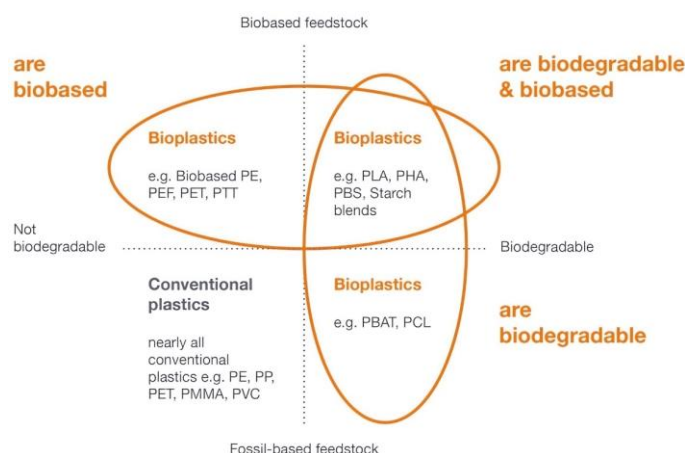 Biobased feedstock
are
biobased
are biodegradable
& biobased
Bioplastics
e.g. Biobased PE,
PEF, PET, PTT
Bioplastics
e.g. PLA, PHA,
PBS, Starch
blends
Not
biodegradable
Biodegradable
Conventional
plastics
nearly all
conventional
plastics e.g. PE, PP,
PET, PMMA, PVC
Bioplastics
e.g. PBAT, PCL
are
biodegradable
Fossil-based feedstock